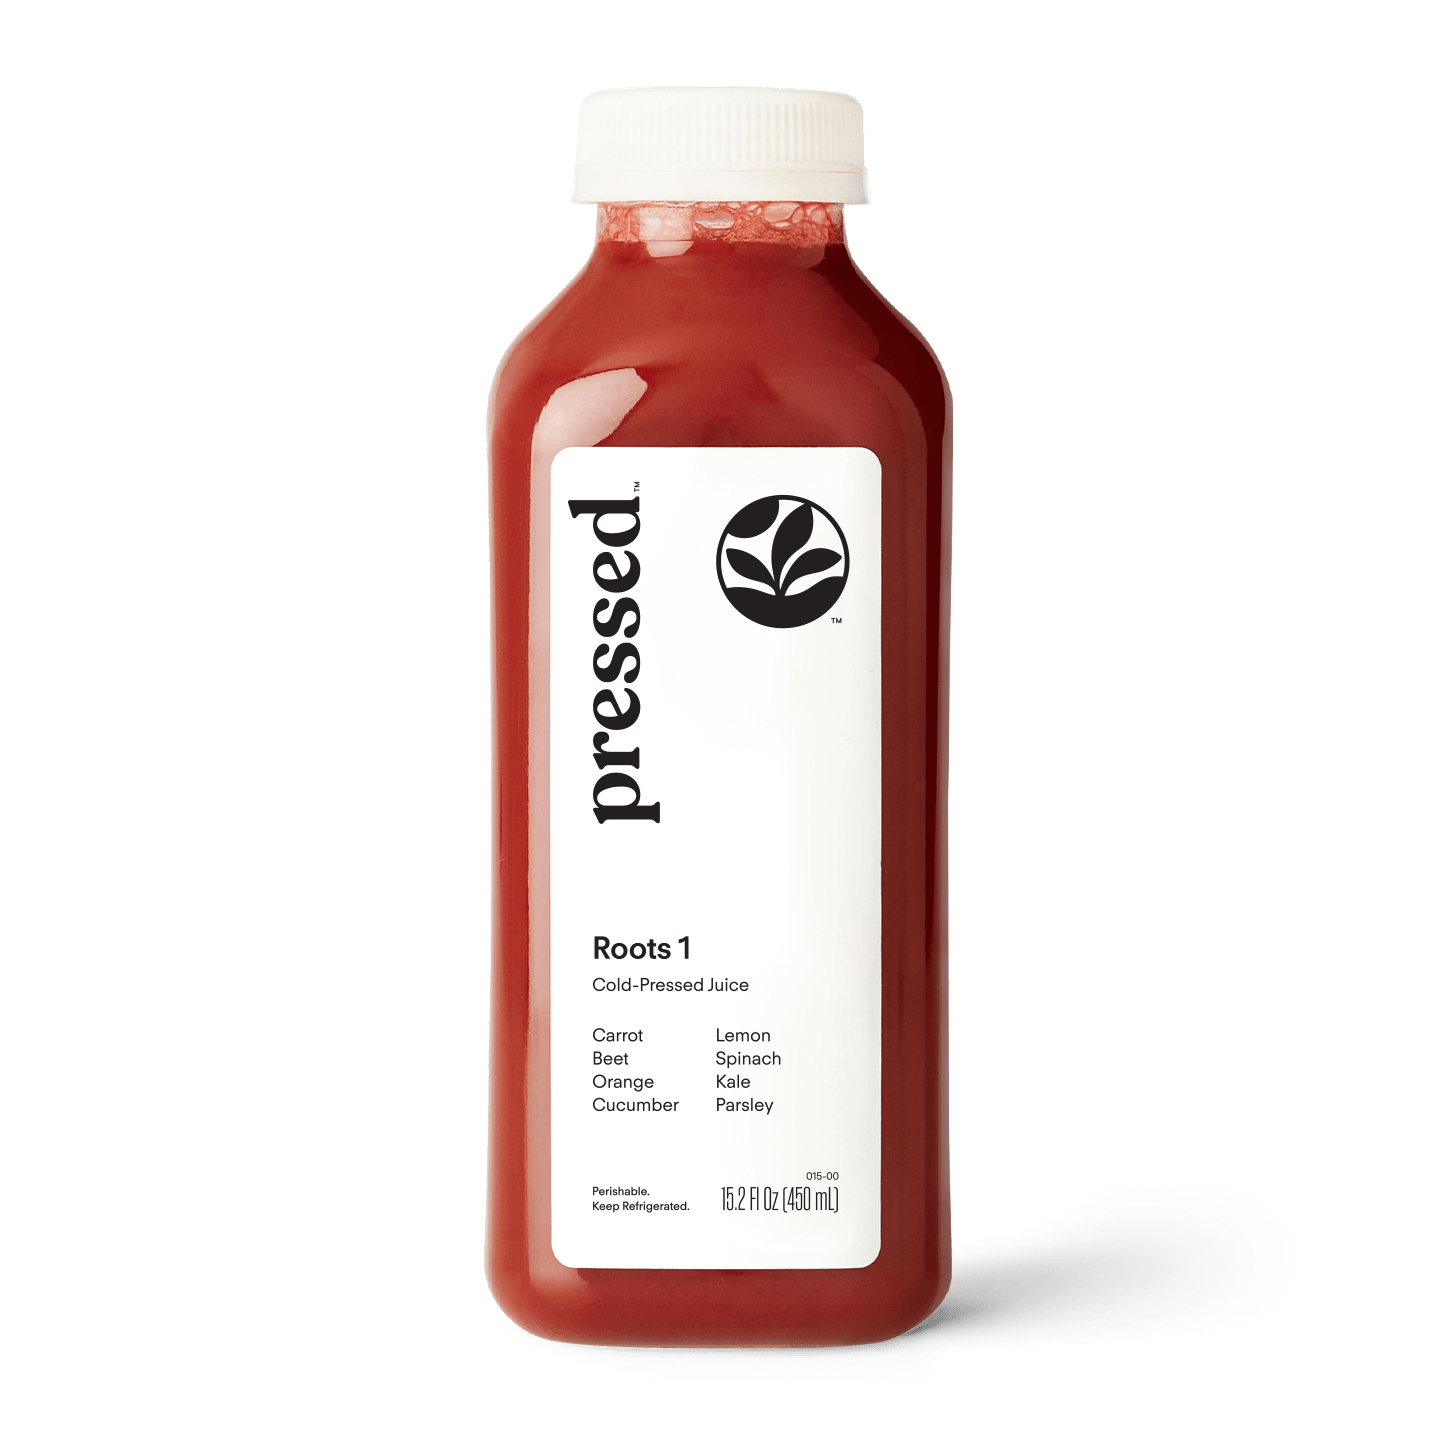 pressed™
™
Roots 1
Cold-Pressed Juice
Carrot
Beet
Orange
Cucumber
Lemon
Spinach
Kale
Parsley
Perishable.
Keep Refrigerated.
015-00
15.2 Fl Oz (450 mL)